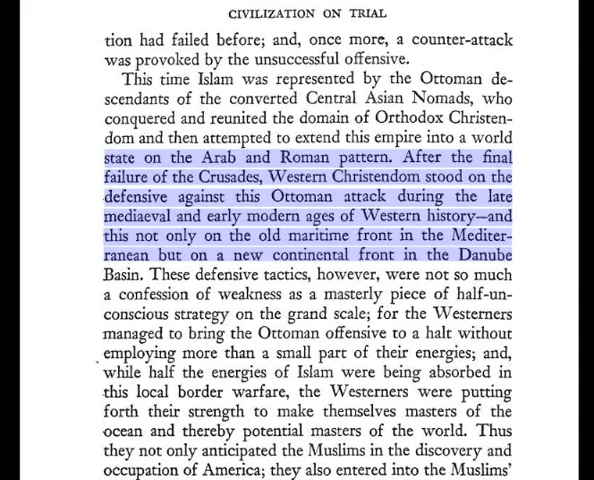 CIVILIZATION ON TRIAL
tion had failed before; and, once more, a counter-attack
was provoked by the unsuccessful offensive.
This time Islam was represented by the Ottoman de-
scendants of the converted Central Asian Nomads, who
conquered and reunited the domain of Orthodox Christen-
dom and then attempted to extend this empire into a world
state on the Arab and Roman pattern. After the final
failure of the Crusades, Western Christendom stood on the
defensive against this Ottoman attack during the late
mediaeval and early modern ages of Western history—and
this not only on the old maritime front in the Mediter-
ranean but on a new continental front in the Danube
Basin. These defensive tactics, however, were not so much
a confession of weakness as a masterly piece of half-un-
conscious strategy on the grand scale; for the Westerners
managed to bring the Ottoman offensive to a halt without
employing more than a small part of their energies; and,
while half the energies of Islam were being absorbed in
this local border warfare, the Westerners were putting
forth their strength to make themselves masters of the
ocean and thereby potential masters of the world. Thus
they not only anticipated the Muslims in the discovery and
occupation of America; they also entered into the Muslims'